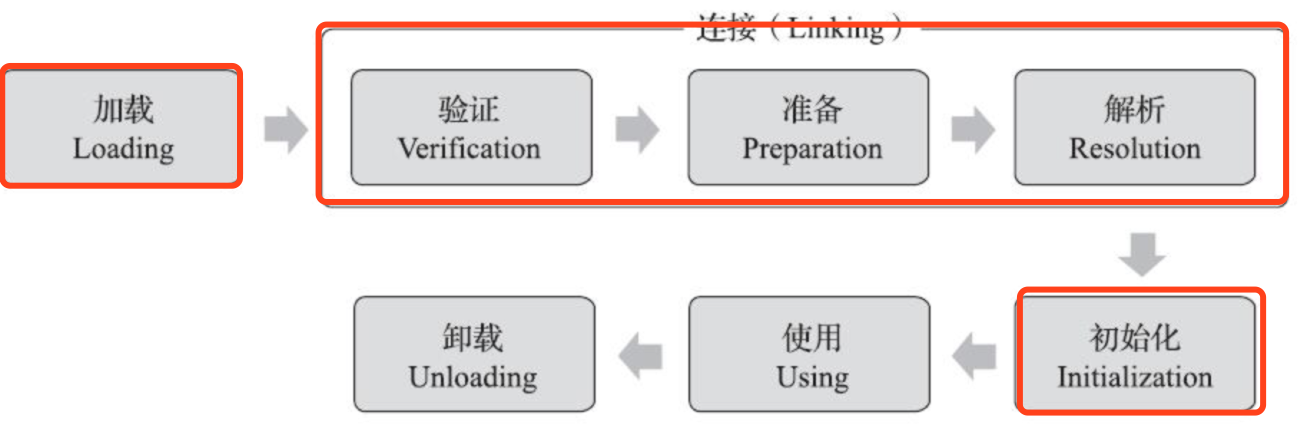 连接（Linking）
加载
Loading
验证
Verification
准备
Preparation
解析
Resolution
卸载
Unloading
使用
Using
初始化
Initialization